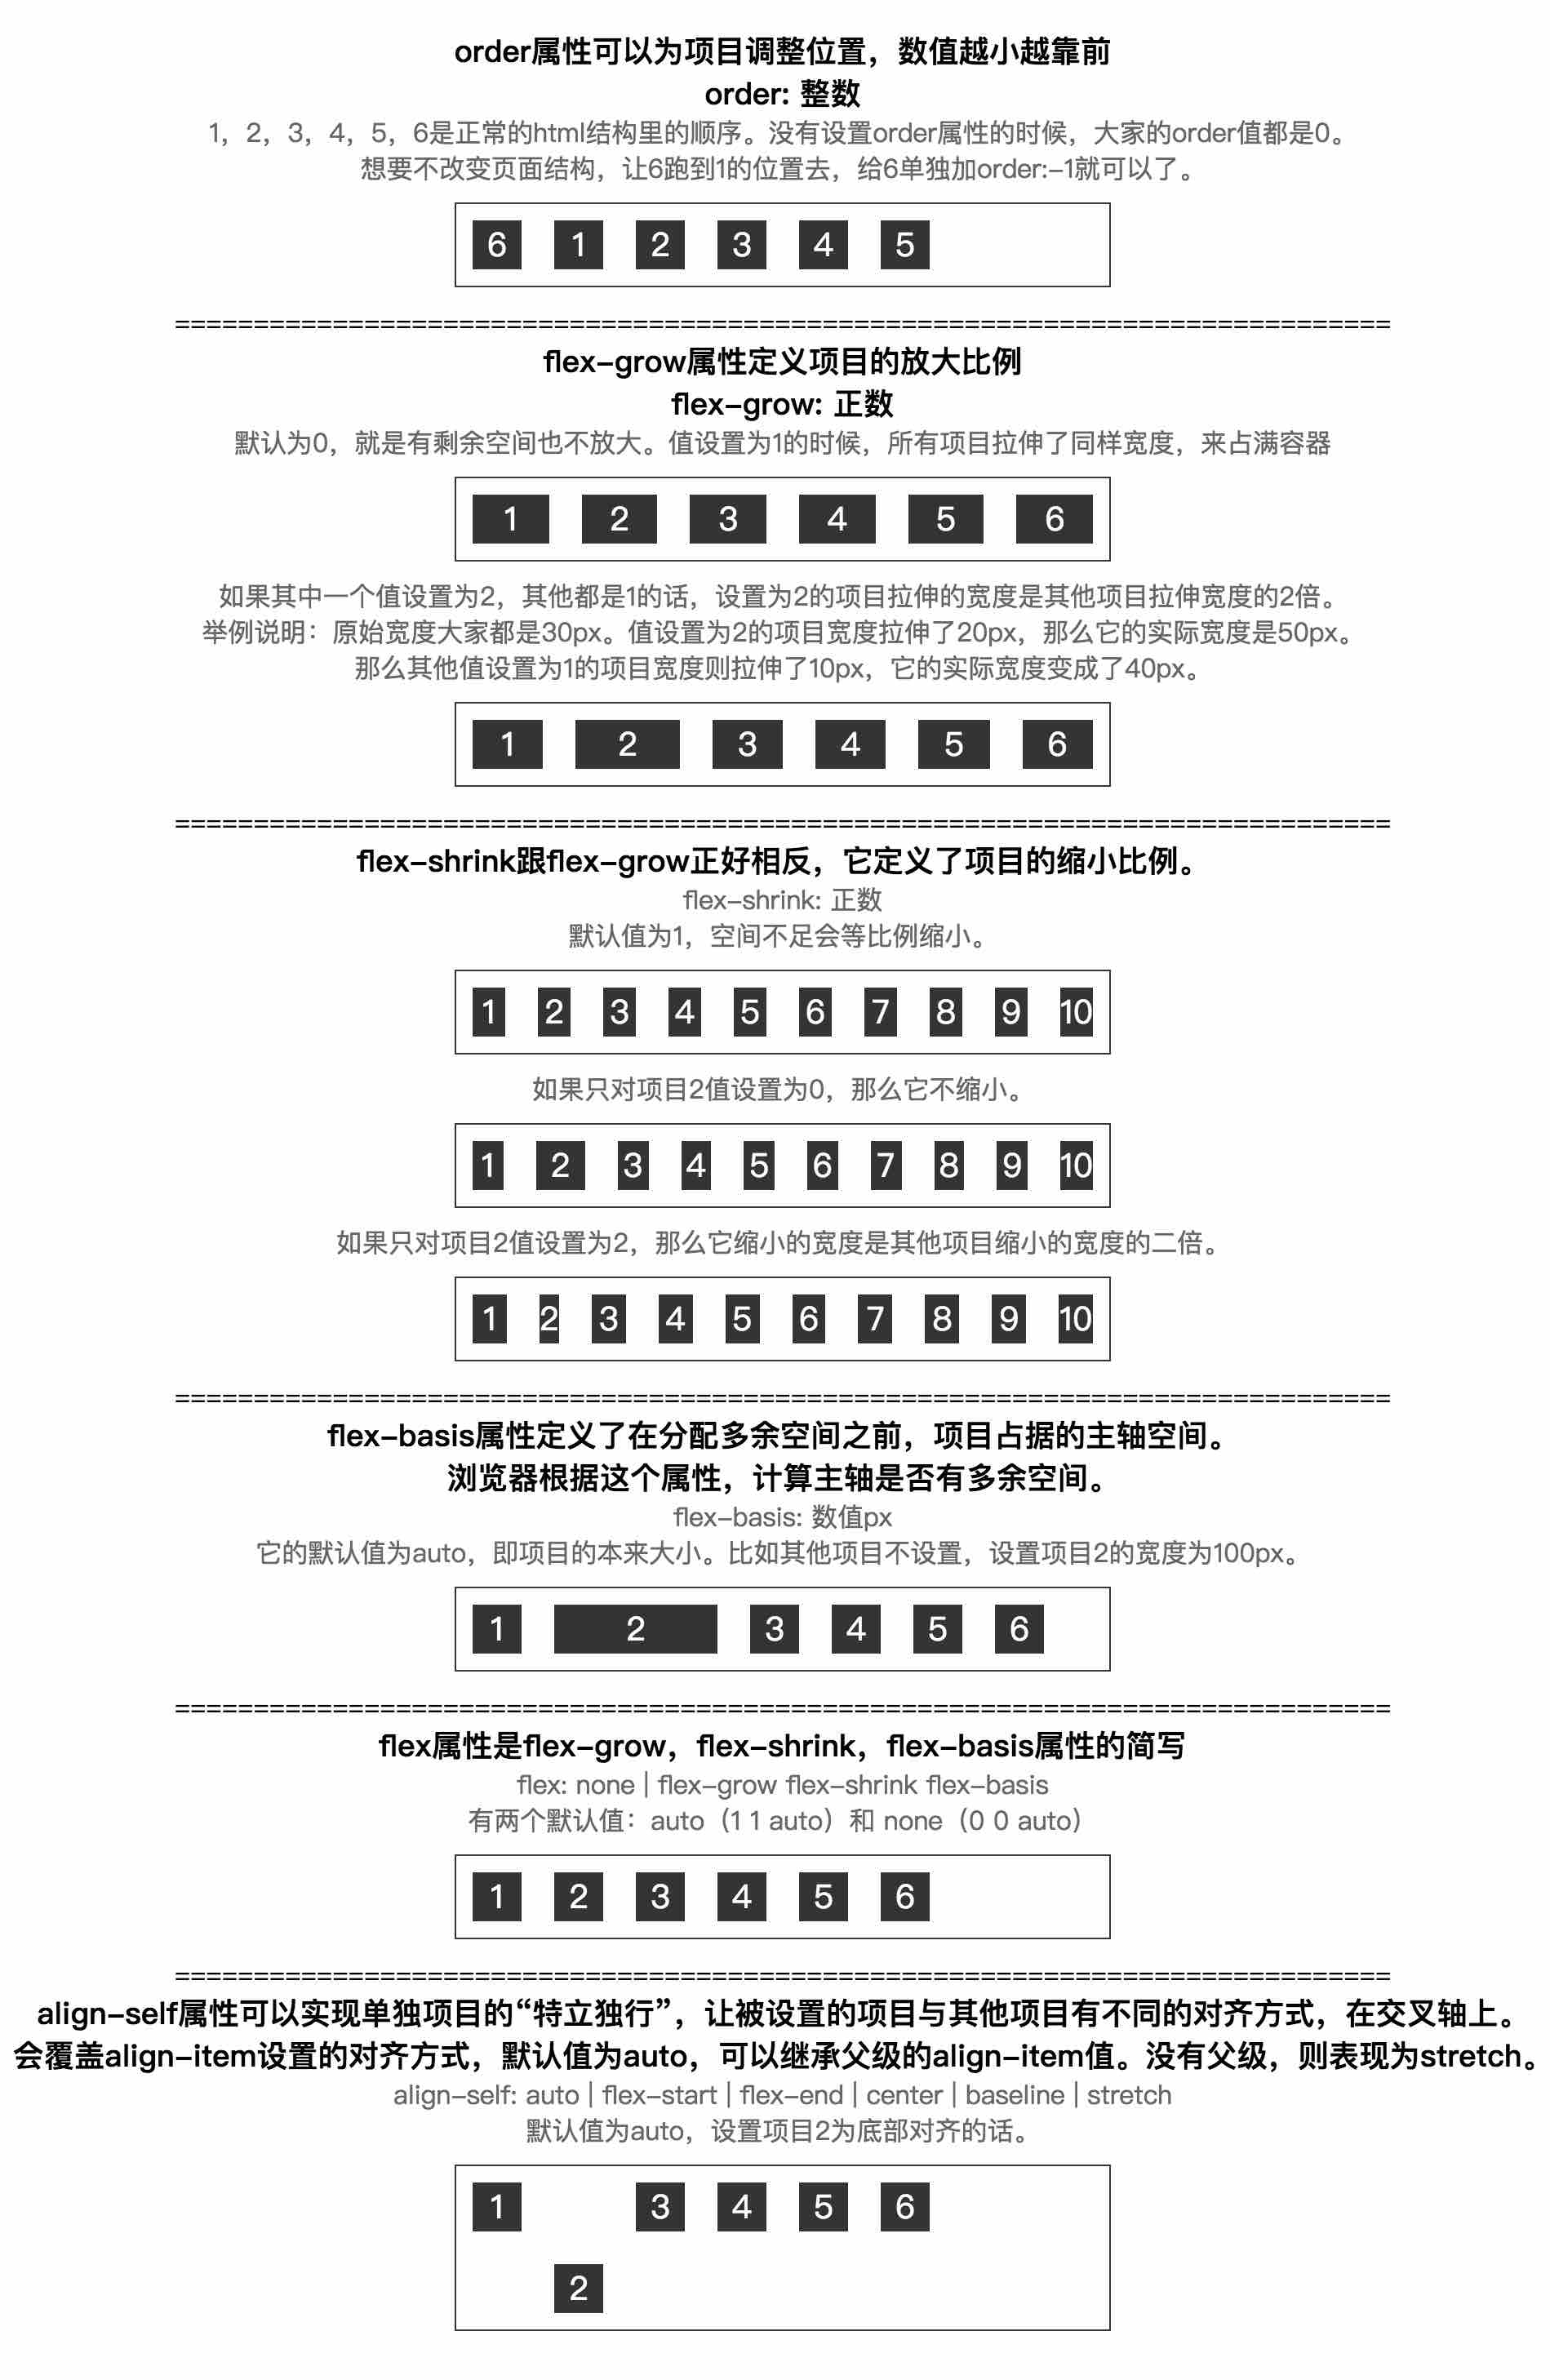 order属性可以为项目调整位置，数值越小越靠前
order: 整数
1，2，3，4，5，6是正常的html结构里的顺序。没有设置order属性的时候，大家的order值都是0。
想要不改变页面结构，让6跑到1的位置去，给6单独加order:-1就可以了。
6 1 2 3 4 5
=============================================================================
flex-grow属性定义项目的放大比例
flex-grow: 正数
默认为0，就是有剩余空间也不放大。值设置为1的时候，所有项目拉伸了同样宽度，来占满容器
1 2 3 4 5 6
如果其中一个值设置为2，其他都是1的话，设置为2的项目拉伸的宽度是其他项目拉伸宽度的2倍。
举例说明：原始宽度大家都是30px。值设置为2的项目宽度拉伸了20px，那么它的实际宽度是50px。
那么其他值设置为1的项目宽度则拉伸了10px，它的实际宽度变成了40px。
1 2 3 4 5 6
=============================================================================
flex-shrink跟flex-grow正好相反，它定义了项目的缩小比例。
flex-shrink: 正数
默认值为1，空间不足会等比例缩小。
1 2 3 4 5 6 7 8 9 10
如果只对项目2值设置为0，那么它不缩小。
1 2 3 4 5 6 7 8 9 10
如果只对项目2值设置为2，那么它缩小的宽度是其他项目缩小的宽度的二倍。
1 2 3 4 5 6 7 8 9 10
=============================================================================
flex-basis属性定义了在分配多余空间之前，项目占据的主轴空间。
浏览器根据这个属性，计算主轴是否有多余空间。
flex-basis: 数值px
它的默认值为auto，即项目的本来大小。比如其他项目不设置，设置项目2的宽度为100px。
1 2 3 4 5 6
=============================================================================
flex属性是flex-grow，flex-shrink，flex-basis属性的简写
flex: none | flex-grow flex-shrink flex-basis
有两个默认值：auto（1 1 auto）和 none（0 0 auto）
1 2 3 4 5 6
=============================================================================
align-self属性可以实现单独项目的“特立独行”，让被设置的项目与其他项目有不同的对齐方式，在交叉轴上。
会覆盖align-item设置的对齐方式，默认值为auto，可以继承父级的align-item值。没有父级，则表现为stretch。
align-self: auto | flex-start | flex-end | center | baseline | stretch
默认值为auto，设置项目2为底部对齐的话。
1 3 4 5 6
2